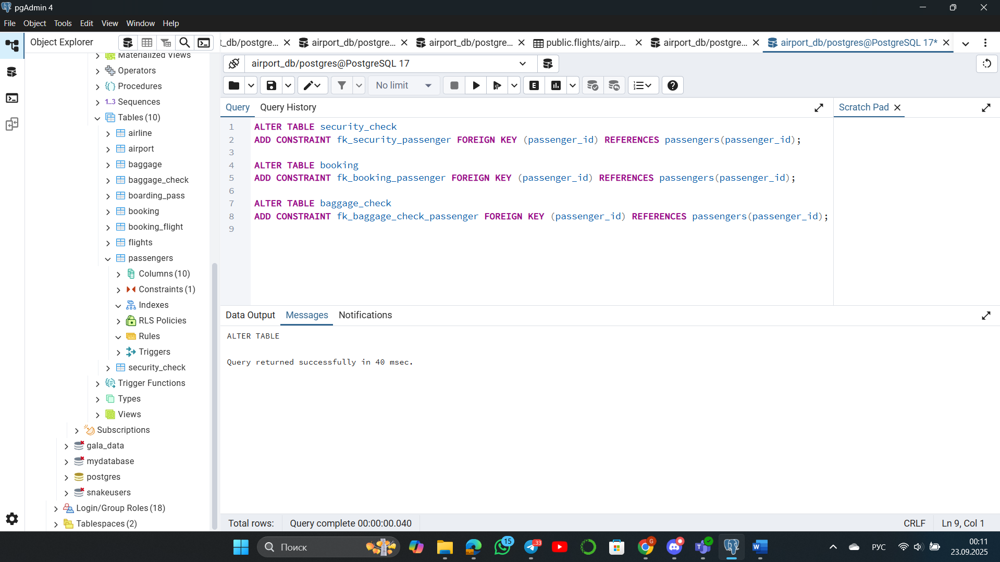 pgAdmin 4
File Object Tools Edit View Window Help
Object Explorer
t_db/postgre... airport_db/postgre... airport_db/postgre... public.flights/airp... airport_db/postgre... airport_db/postgres@PostgreSQL 17*
airport_db/postgres@PostgreSQL 17
No limit
E
Query Query History
Scratch Pad
1 ALTER TABLE security_check
2 ADD CONSTRAINT fk_security_passenger FOREIGN KEY (passenger_id) REFERENCES passengers(passenger_id);
3
4 ALTER TABLE booking
5 ADD CONSTRAINT fk_booking_passenger FOREIGN KEY (passenger_id) REFERENCES passengers(passenger_id);
6
7 ALTER TABLE baggage_check
8 ADD CONSTRAINT fk_baggage_check_passenger FOREIGN KEY (passenger_id) REFERENCES passengers(passenger_id);
9
Materialized Views
Operators
Procedures
1..3 Sequences
Tables (10)
airline
airport
baggage
baggage_check
boarding_pass
booking
booking_flight
flights
passengers
Columns (10)
Constraints (1)
Indexes
RLS Policies
Rules
Triggers
security_check
Trigger Functions
Types
Views
Subscriptions
gala_data
mydatabase
postgres
snakeusers
Login/Group Roles (18)
Tablespaces (2)
Data Output Messages Notifications
ALTER TABLE
Query returned successfully in 40 msec.
Total rows: Query complete 00:00:00.040
CRLF Ln 9, Col 1
Поиск
15
..33
G
W
РУС
00:11
23.09.2025